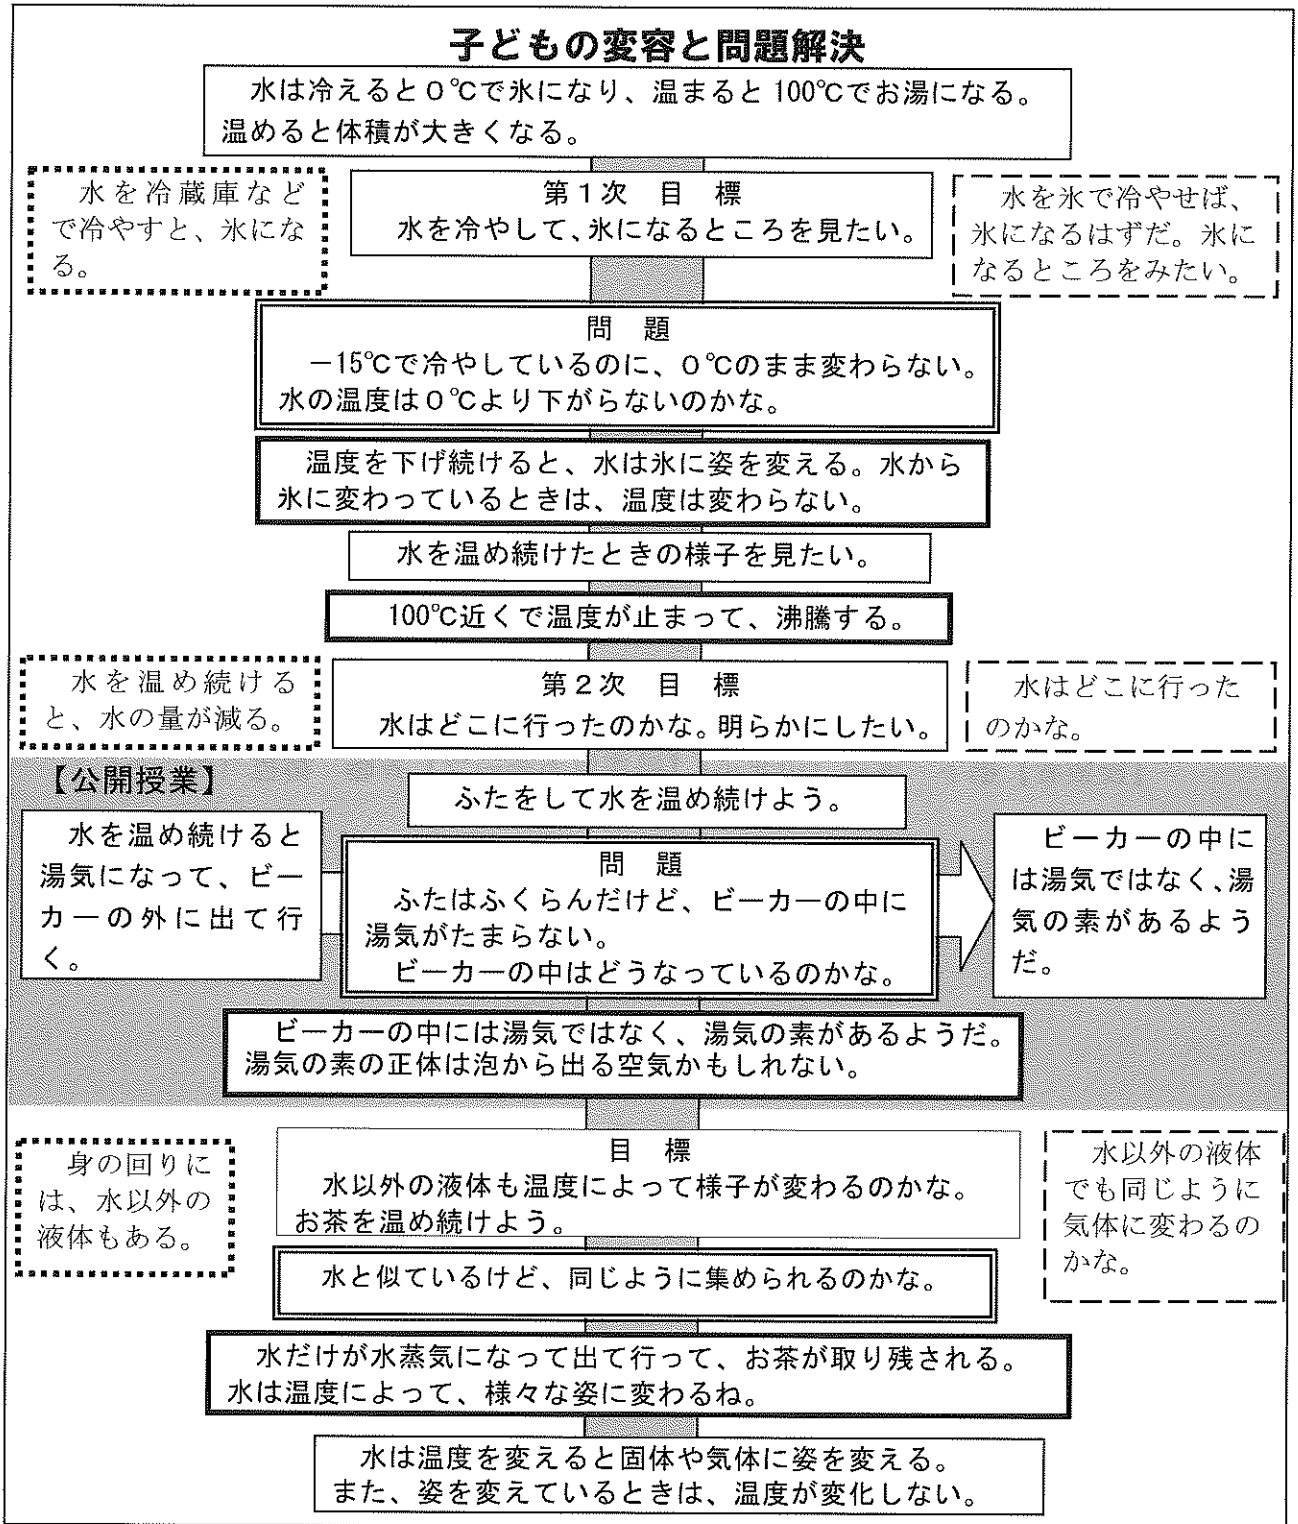 子どもの変容と問題解決
水は冷えると0℃で氷になり、温まると100℃でお湯になる。
温めると体積が大きくなる。
水を冷蔵庫など
で冷やすと、氷にな
る。
第1次 目 標
水を冷やして、氷になるところを見たい。
水を氷で冷やせば、
氷になるはずだ。氷に
なるところをみたい。
問 題
－15℃で冷やしているのに、0℃のまま変わらない。
水の温度は0℃より下がらないのかな。
温度を下げ続けると、水は氷に姿を変える。水から
氷に変わっているときは、温度は変わらない。
水を温め続けたときの様子を見たい。
100℃近くで温度が止まって、沸騰する。
水を温め続ける
と、水の量が減る。
第2次 目 標
水はどこに行ったのかな。明らかにしたい。
水はどこに行った
のかな。
【公開授業】
ふたをして水を温め続けよう。
水を温め続けると
湯気になって、ビー
カーの外に出て行
く。
問 題
ふたはふくらんだけど、ビーカーの中に
湯気がたまらない。
ビーカーの中はどうなっているのかな。
ビーカーの中に
は湯気ではなく、湯
気の素があるよう
だ。
ビーカーの中には湯気ではなく、湯気の素があるようだ。
湯気の素の正体は泡から出る空気かもしれない。
身の回りに
は、水以外の
液体もある。
目 標
水以外の液体も温度によって様子が変わるのかな。
お茶を温め続けよう。
水以外の液体
でも同じように
気体に変わるの
かな。
水と似ているけど、同じように集められるのかな。
水だけが水蒸気になって出て行って、お茶が取り残される。
水は温度によって、様々な姿に変わるね。
水は温度を変えると固体や気体に姿を変える。
また、姿を変えているときは、温度が変化しない。